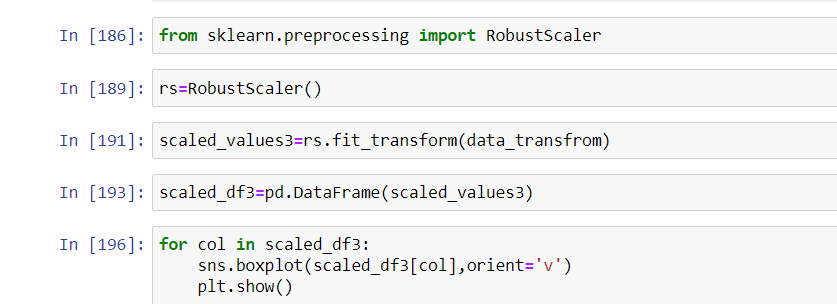 In [186]: from sklearn.preprocessing import RobustScaler
In [189]: rs=RobustScaler()
In [191]: scaled_values3=rs.fit_transform(data_transfrom)
In [193]: scaled_df3=pd.DataFrame(scaled_values3)
In [196]: for col in scaled_df3:
sns.boxplot(scaled_df3[col],orient='v')
plt.show()